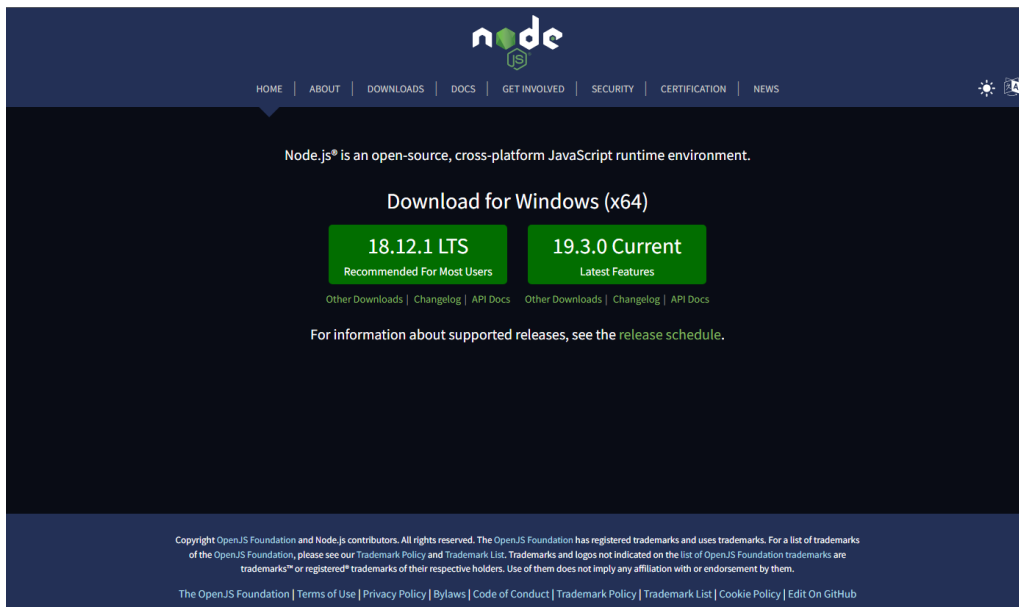 node
JS
HOME | ABOUT | DOWNLOADS | DOCS | GET INVOLVED | SECURITY | CERTIFICATION | NEWS
Node.js® is an open-source, cross-platform JavaScript runtime environment.
Download for Windows (x64)
18.12.1 LTS
Recommended For Most Users
19.3.0 Current
Latest Features
Other Downloads | Changelog | API Docs
Other Downloads | Changelog | API Docs
For information about supported releases, see the release schedule.
Copyright OpenJS Foundation and Node.js contributors. All rights reserved. The OpenJS Foundation has registered trademarks and uses trademarks. For a list of trademarks
of the OpenJS Foundation, please see our Trademark Policy and Trademark List. Trademarks and logos not indicated on the list of OpenJS Foundation trademarks are
trademarks™ or registered® trademarks of their respective holders. Use of them does not imply any affiliation with or endorsement by them.
The OpenJS Foundation | Terms of Use | Privacy Policy | Bylaws | Code of Conduct | Trademark Policy | Trademark List | Cookie Policy | Edit On GitHub